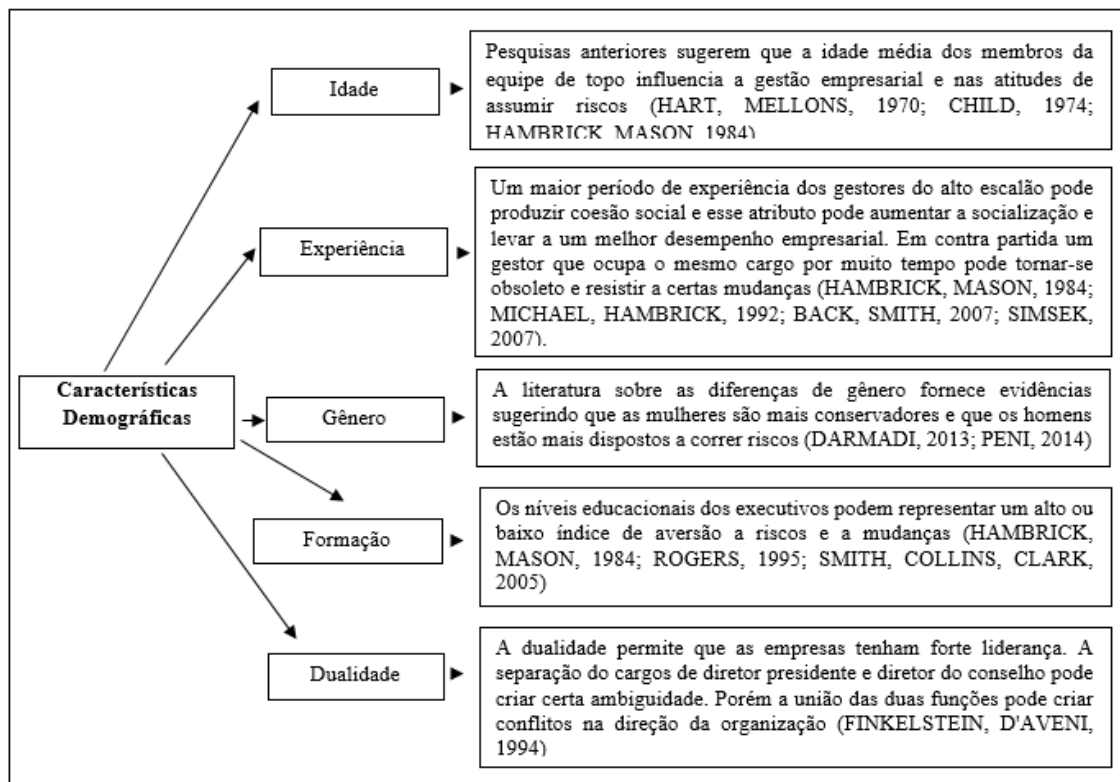 Idade
Pesquisas anteriores sugerem que a idade média dos membros da
equipe de topo influencia a gestão empresarial e nas atitudes de
assumir riscos (HART, MELLONS, 1970; CHILD, 1974;
HAMBRICK, MASON, 1984)
Experiência
Um maior período de experiência dos gestores do alto escalão pode
produzir coesão social e esse atributo pode aumentar a socialização e
levar a um melhor desempenho empresarial. Em contra partida um
gestor que ocupa o mesmo cargo por muito tempo pode tornar-se
obsoleto e resistir a certas mudanças (HAMBRICK, MASON, 1984;
MICHAEL, HAMBRICK, 1992; BACK, SMITH, 2007; SIMSEK,
2007).
Características
Demográficas
Gênero
A literatura sobre as diferenças de gênero fornece evidências
sugerindo que as mulheres são mais conservadores e que os homens
estão mais dispostos a correr riscos (DARMADI, 2013; PENI, 2014)
Formação
Os níveis educacionais dos executivos podem representar um alto ou
baixo índice de aversão a riscos e a mudanças (HAMBRICK,
MASON, 1984; ROGERS, 1995; SMITH, COLLINS, CLARK,
2005)
Dualidade
A dualidade permite que as empresas tenham forte liderança. A
separação do cargos de diretor presidente e diretor do conselho pode
criar certa ambiguidade. Porém a união das duas funções pode criar
conflitos na direção da organização (FINKELSTEIN, D'AVENI,
1994)